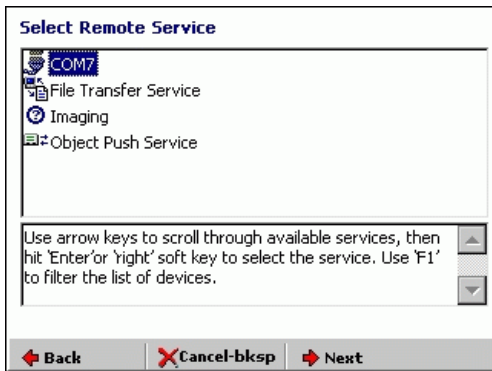 Select Remote Service
COM7
File Transfer Service
Imaging
Object Push Service
Use arrow keys to scroll through available services, then
hit 'Enter'or 'right' soft key to select the service. Use 'F1'
to filter the list of devices.
Back Cancel-bksp Next